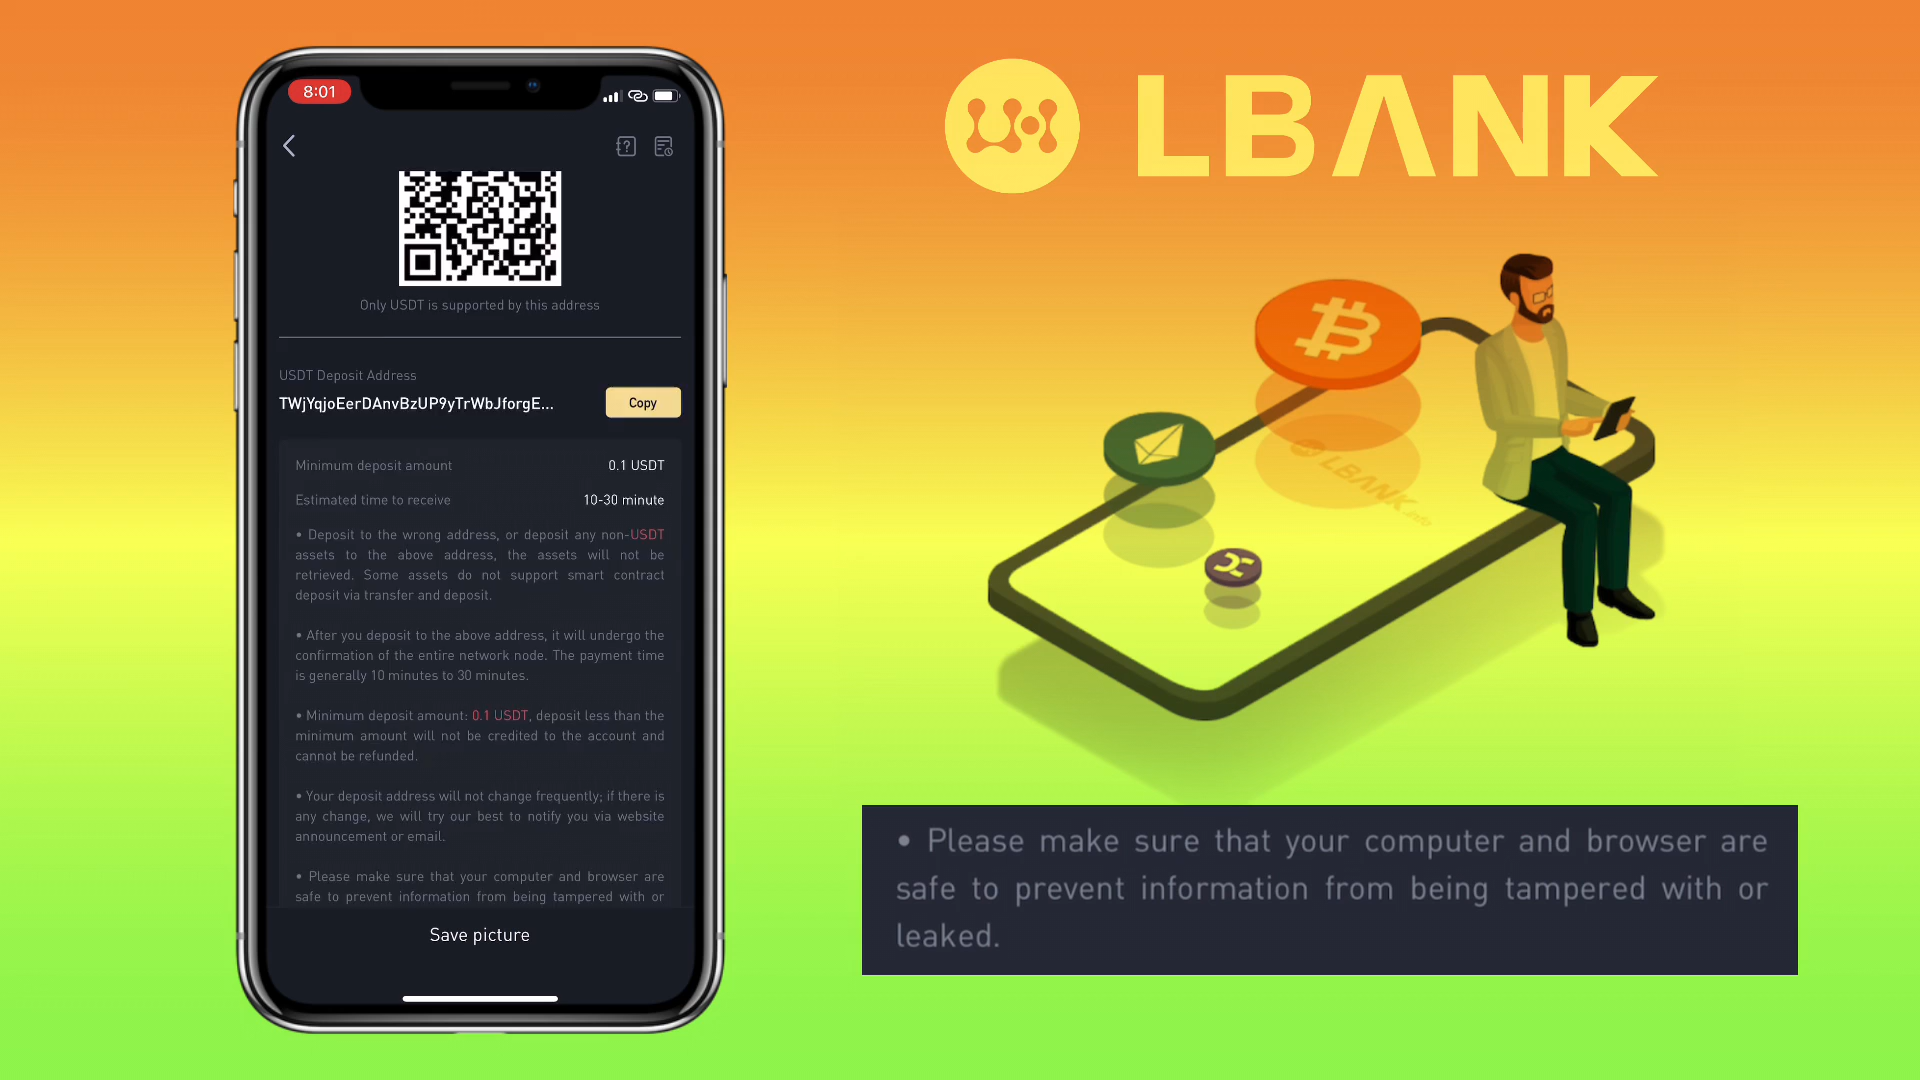 8:01
Only USDT is supported by this address
USDT Deposit Address
TWjYqjoEerDAnvBzUP9yTrWbJforgE...
Copy
Minimum deposit amount 0.1 USDT
Estimated time to receive 10-30 minute
• Deposit to the wrong address, or deposit any non-USDT
assets to the above address, the assets will not be
retrieved. Some assets do not support smart contract
deposit via transfer and deposit.
• After you deposit to the above address, it will undergo the
confirmation of the entire network node. The payment time
is generally 10 minutes to 30 minutes.
• Minimum deposit amount: 0.1 USDT, deposit less than the
minimum amount will not be credited to the account and
cannot be refunded.
• Your deposit address will not change frequently; if there is
any change, we will try our best to notify you via website
announcement or email.
• Please make sure that your computer and browser are
safe to prevent information from being tampered with or
Save picture
LBANK
LBANK.info
• Please make sure that your computer and browser are
safe to prevent information from being tampered with or
leaked.